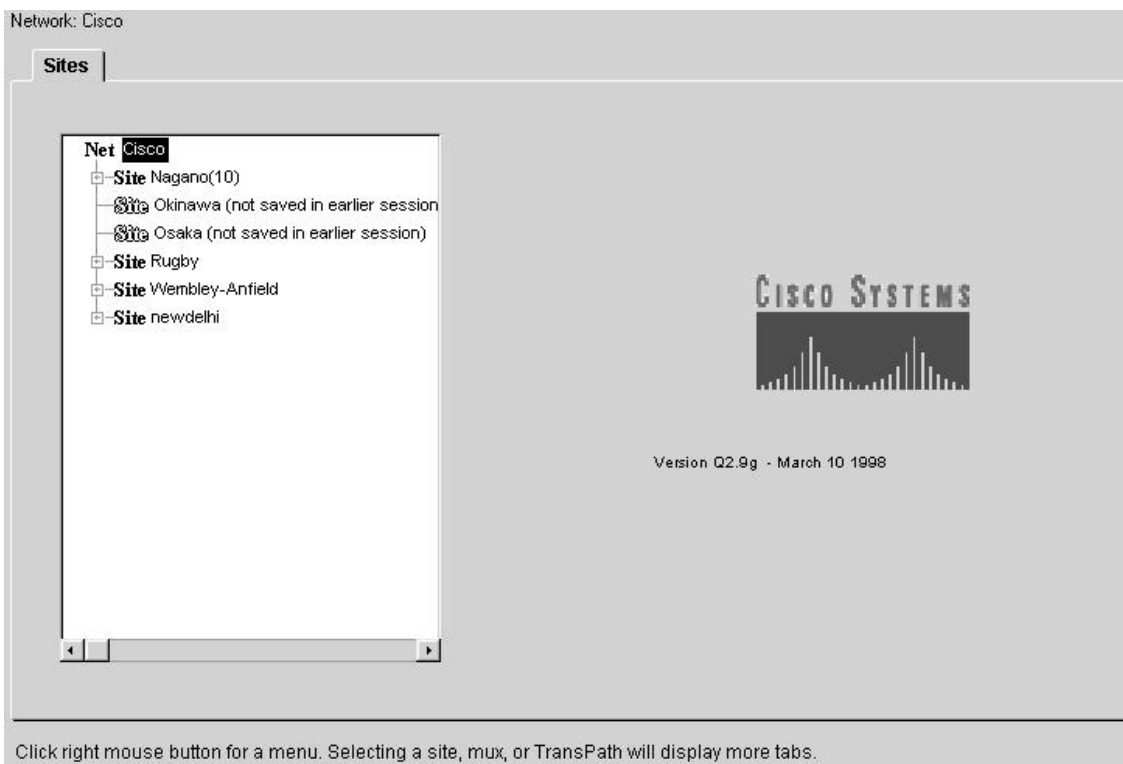 Network: Cisco
Sites
Net Cisco
Site Nagano(10)
Site Okinawa (not saved in earlier session
Site Osaka (not saved in earlier session)
Site Rugby
Site Wembley-Anfield
Site newdelhi
CISCO SYSTEMS
Version Q2.9g - March 10 1998
Click right mouse button for a menu. Selecting a site, mux, or TransPath will display more tabs.